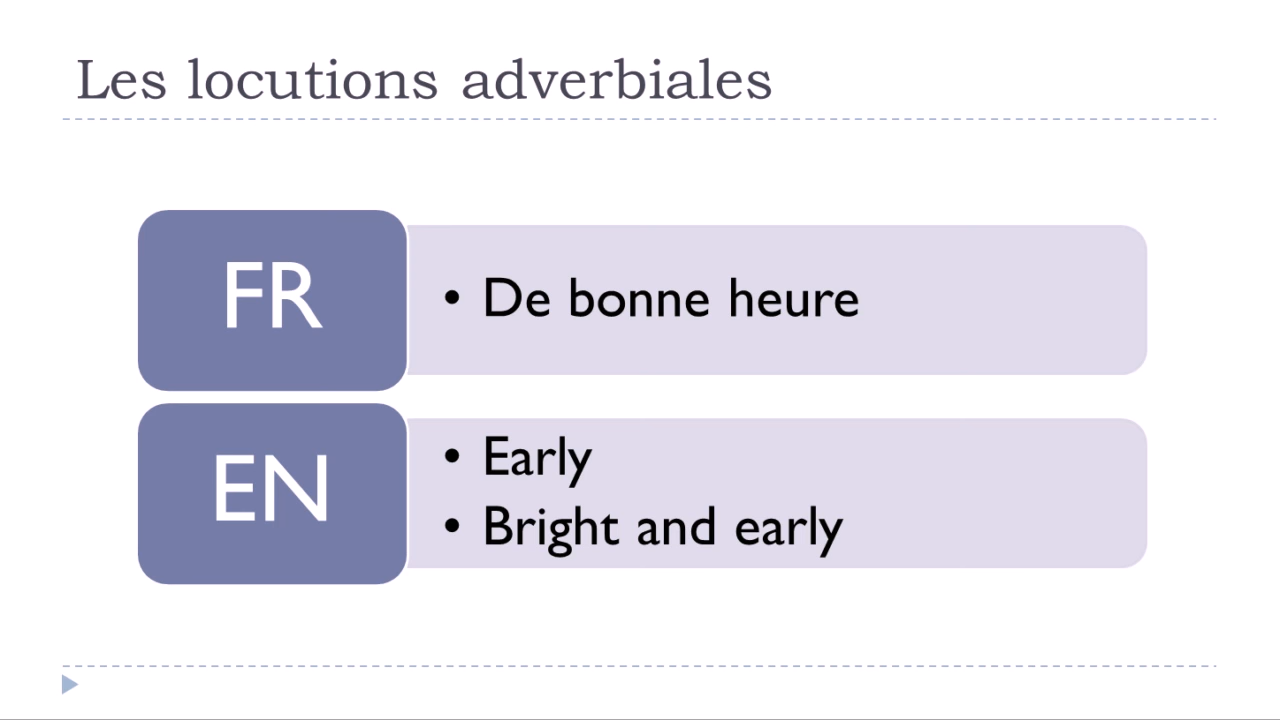 Les locutions adverbiales
FR
• De bonne heure
EN
• Early
• Bright and early